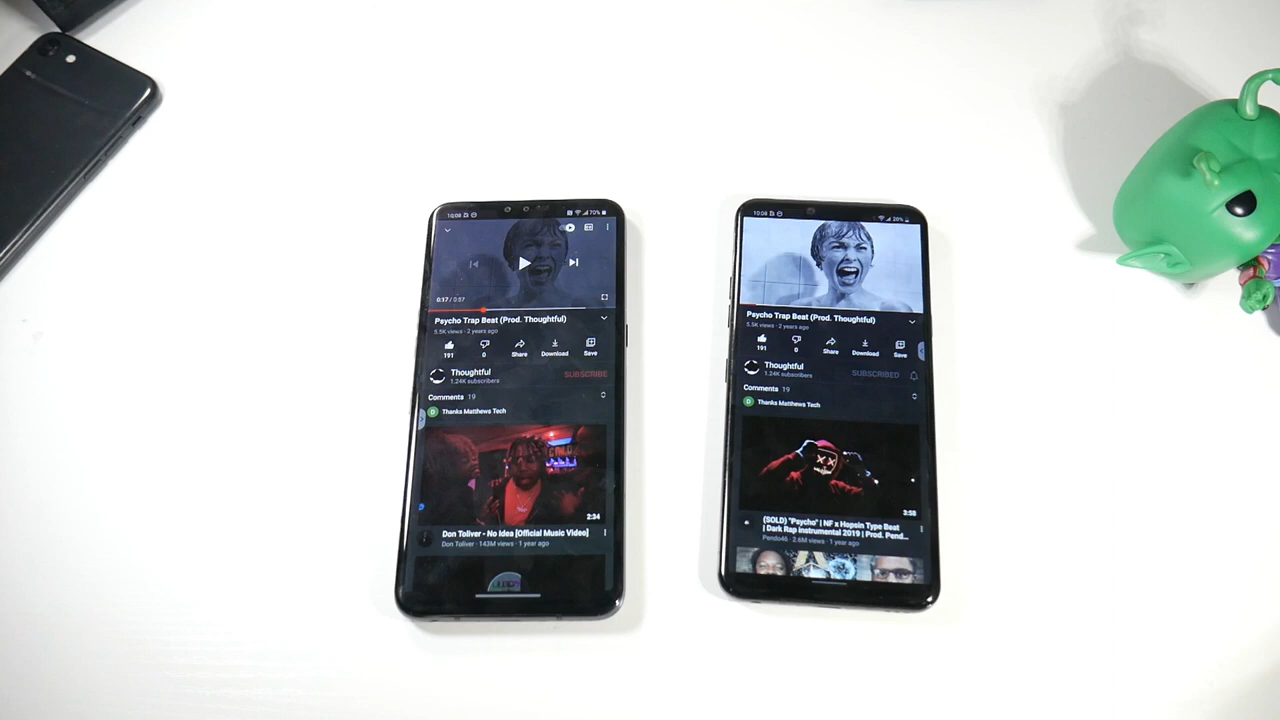 10:08
70%
0:17 / 0:57
Psycho Trap Beat (Prod. Thoughtful)
5.5K views · 2 years ago
191
0
Share
Download
Save
Thoughtful
1.24K subscribers
SUBSCRIBE
Comments 19
D
Thanks Matthews Tech
2:34
Don Toliver - No Idea [Official Music Video]
Don Toliver · 143M views · 1 year ago
10:08
28%
Psycho Trap Beat (Prod. Thoughtful)
5.5K views · 2 years ago
191
0
Share
Download
Save
Thoughtful
1.24K subscribers
SUBSCRIBED
Comments 19
D
Thanks Matthews Tech
3:58
(SOLD) "Psycho" | NF x Hopsin Type Beat
| Dark Rap Instrumental 2019 | Prod. Pend...
Pendo46 · 2.6M views · 1 year ago